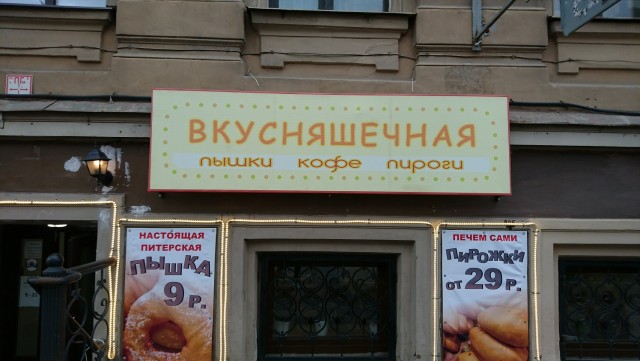 ВКУСНЯШЕЧНАЯ
пышки кофе пироги
НАСТОЯЩАЯ
ПИТЕРСКАЯ
ПЫШКА
9 Р.
ПЕЧЕМ САМИ
ПИРОЖКИ
от 29 Р.